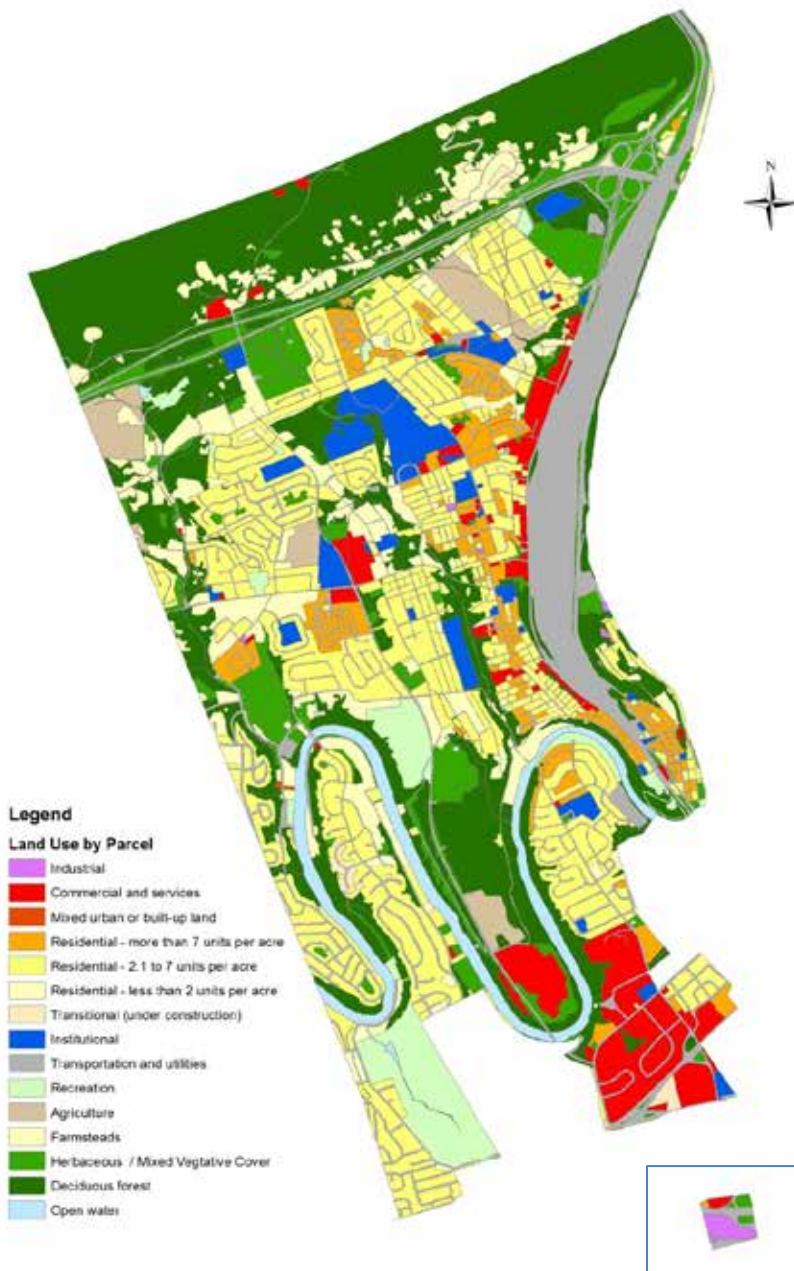 N
Legend
Land Use by Parcel
Industrial
Commercial and services
Mixed urban or built-up land
Residential - more than 7 units per acre
Residential - 2.1 to 7 units per acre
Residential - less than 2 units per acre
Transitional (under construction)
Institutional
Transportation and utilities
Recreation
Agriculture
Farmsteads
Herbaceous / Mixed Vegtative Cover
Deciduous forest
Open water